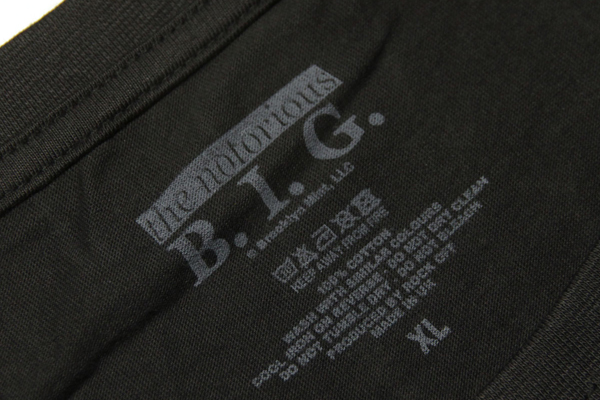 the notorious
B. I. G.
© Brooklyn Mint, LLC
KEEP AWAY FROM FIRE
100% COTTON
WASH WITH SIMILAR COLOURS
COOL IRON ON REVERSE DO NOT DRY CLEAN
DO NOT TUMBLE DRY DO NOT BLEACH
PRODUCED BY ROCK OFF
MADE IN UK
XL